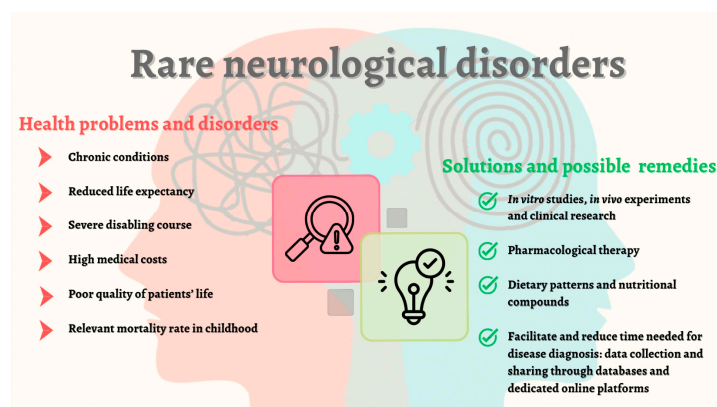 Rare neurological disorders
Health problems and disorders
Chronic conditions
Reduced life expectancy
Severe disabling course
High medical costs
Poor quality of patients' life
Relevant mortality rate in childhood
Solutions and possible remedies
In vitro studies, in vivo experiments
and clinical research
Pharmacological therapy
Dietary patterns and nutritional
compounds
Facilitate and reduce time needed for
disease diagnosis: data collection and
sharing through databases and
dedicated online platforms